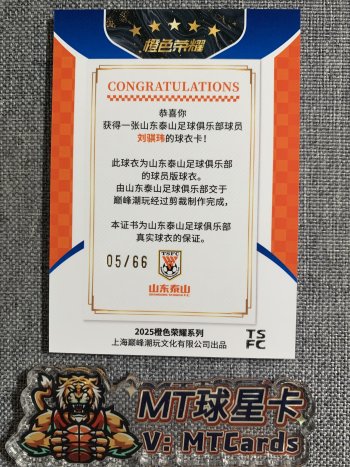 橙色荣耀
CONGRATULATIONS
恭喜你
获得一张山东泰山足球俱乐部球员
刘骐玮的球衣卡！
此球衣为山东泰山足球俱乐部
的球员版球衣。
由山东泰山足球俱乐部交于
巅峰潮玩经过剪裁制作完成，
本证书为山东泰山足球俱乐部
真实球衣的保证。
05/66
TSFC
山东泰山
SHANDONG TAISHAN F.C.
2025橙色荣耀系列
上海巅峰潮玩文化有限公司出品
TS
FC
MT球星卡
V: MTCards